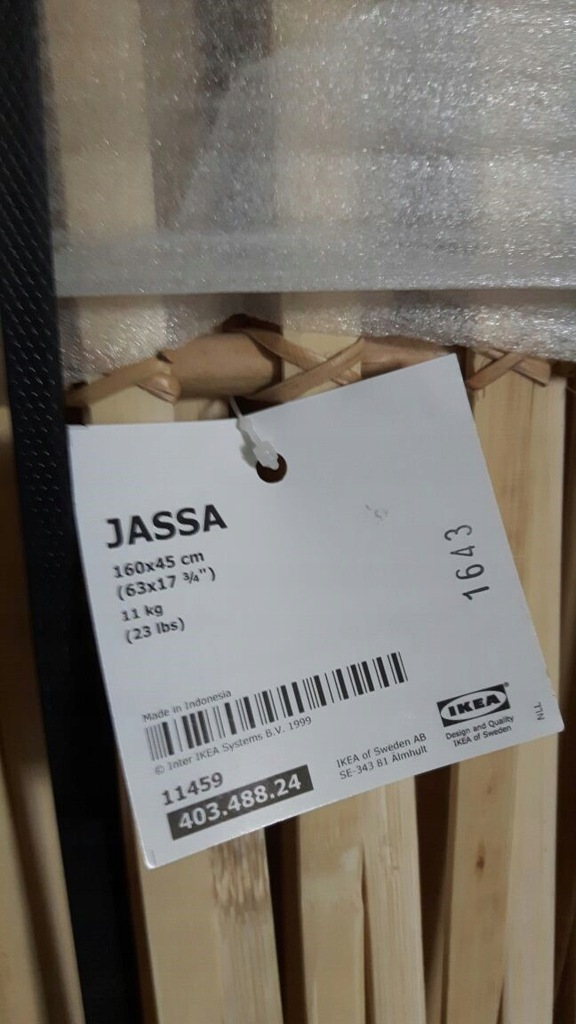 JASSA
160x45 cm
(63x17 ¾")
11 kg
(23 lbs)
1643
Made in Indonesia
© Inter IKEA Systems B.V. 1999
11459
403.488.24
IKEA of Sweden AB
SE-343 81 Älmhult
IKEA®
Design and Quality
IKEA of Sweden